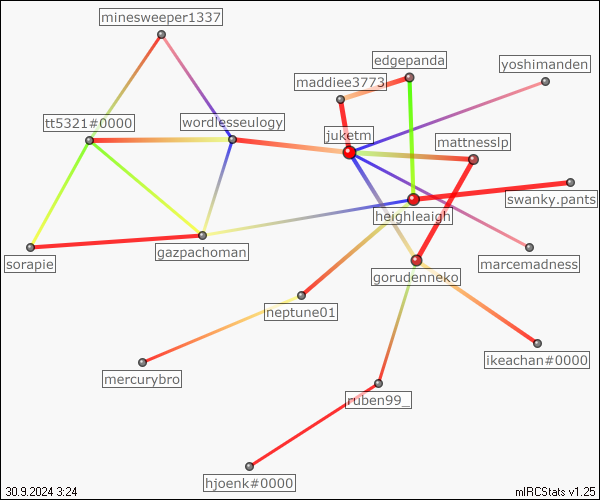 minesweeper1337
edgepanda
yoshimanden
maddiee3773
tt5321#0000
wordlesseulogy
juketm
mattnesslp
swanky.pants
heighleaigh
gazpachoman
sorapie
marcemadness
gorudenneko
neptune01
ikeachan#0000
mercurybro
ruben99_
hjoenk#0000
30.9.2024 3:24
mIRCStats v1.25